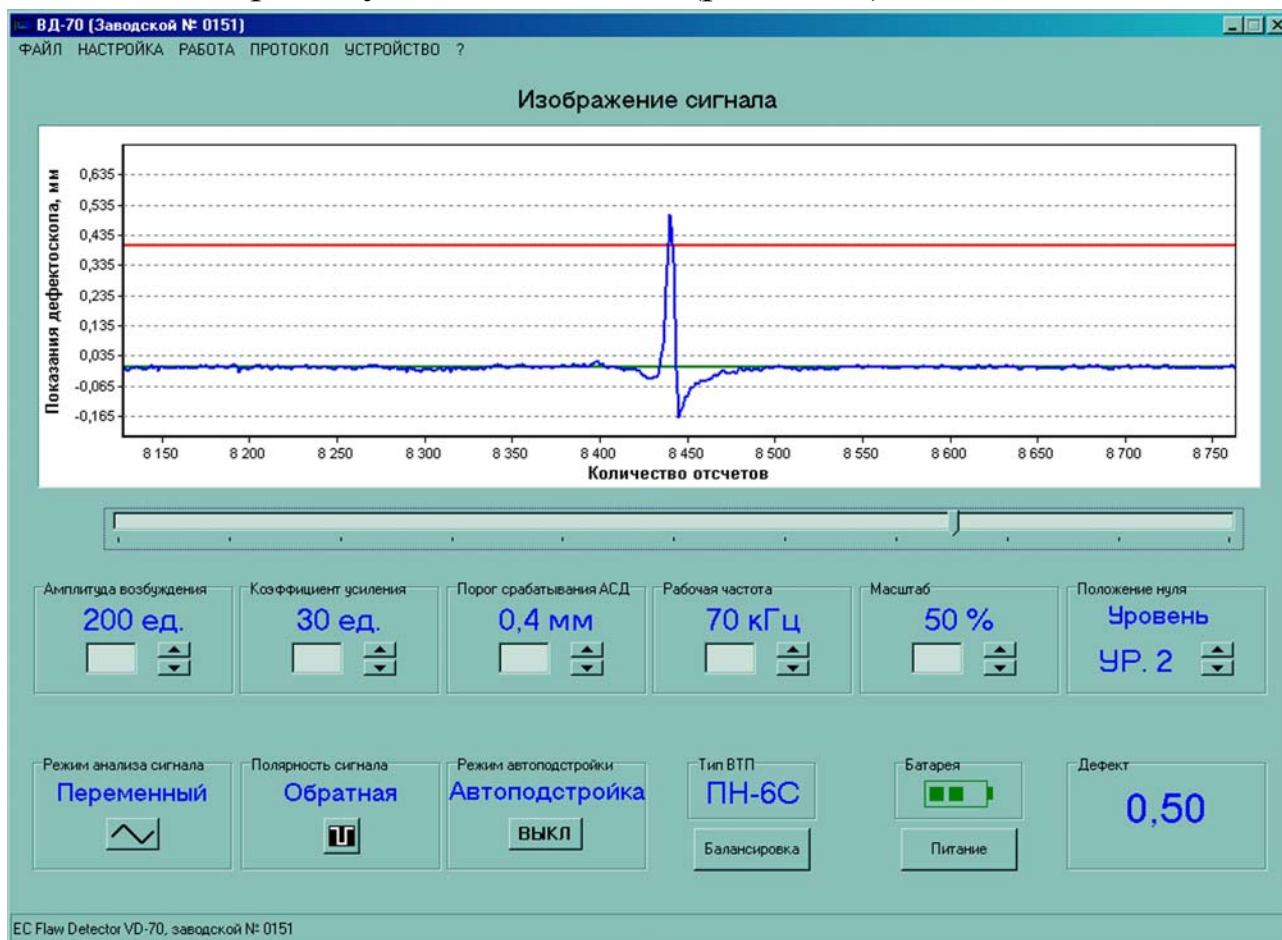 ВД-70 (Заводской № 0151)
ФАЙЛ НАСТРОЙКА РАБОТА ПРОТОКОЛ УСТРОЙСТВО ?
Изображение сигнала
Показания дефектоскопа, мм
0,635
0,535
0,435
0,335
0,235
0,135
0,035
-0,065
-0,165
8 150 8 200 8 250 8 300 8 350 8 400 8 450 8 500 8 550 8 600 8 650 8 700 8 750
Количество отсчетов
Амплитуда возбуждения Коэффициент усиления Порог срабатывания АСД Рабочая частота Масштаб Положение нуля
200 ед. 30 ед. 0,4 мм 70 кГц 50 % Уровень
УР. 2
Режим анализа сигнала Полярность сигнала Режим автоподстройки Тип ВТП Батарея Дефект
Переменный Обратная Автоподстройка ПН-6С 0,50
ВЫКЛ Балансировка Питание
EC Flaw Detector VD-70, заводской № 0151